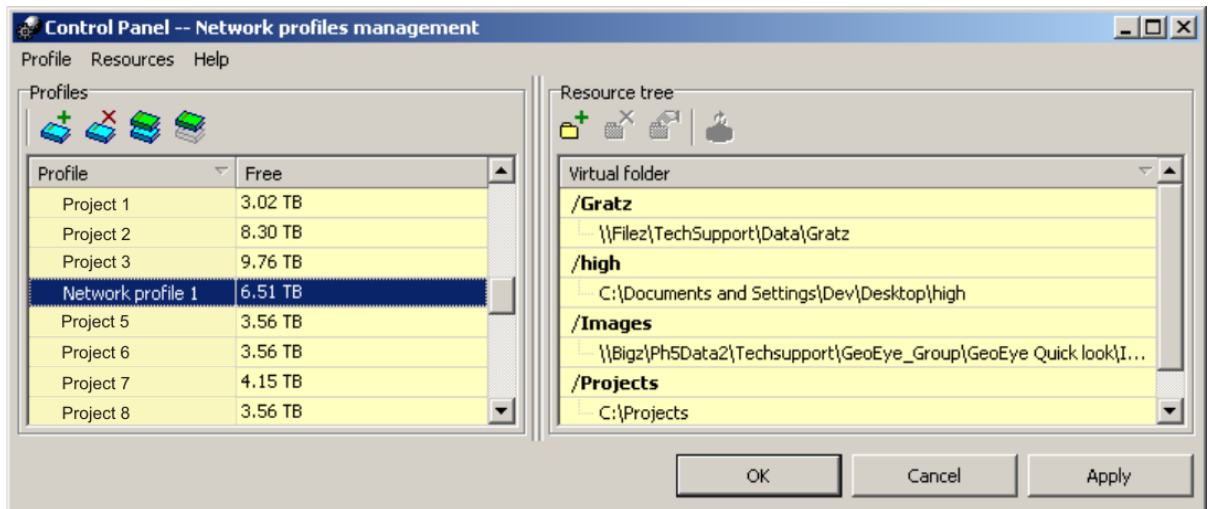 Control Panel -- Network profiles management
Profile Resources Help
Profiles
Profile Free
Project 1 3.02 TB
Project 2 8.30 TB
Project 3 9.76 TB
Network profile 1 6.51 TB
Project 5 3.56 TB
Project 6 3.56 TB
Project 7 4.15 TB
Project 8 3.56 TB
Resource tree
Virtual folder
/Gratz
\\Filez\TechSupport\Data\Gratz
/high
C:\Documents and Settings\Dev\Desktop\high
/Images
\\Bigz\Ph5Data2\Techsupport\GeoEye_Group\GeoEye Quick look\I...
/Projects
C:\Projects
OK Cancel Apply